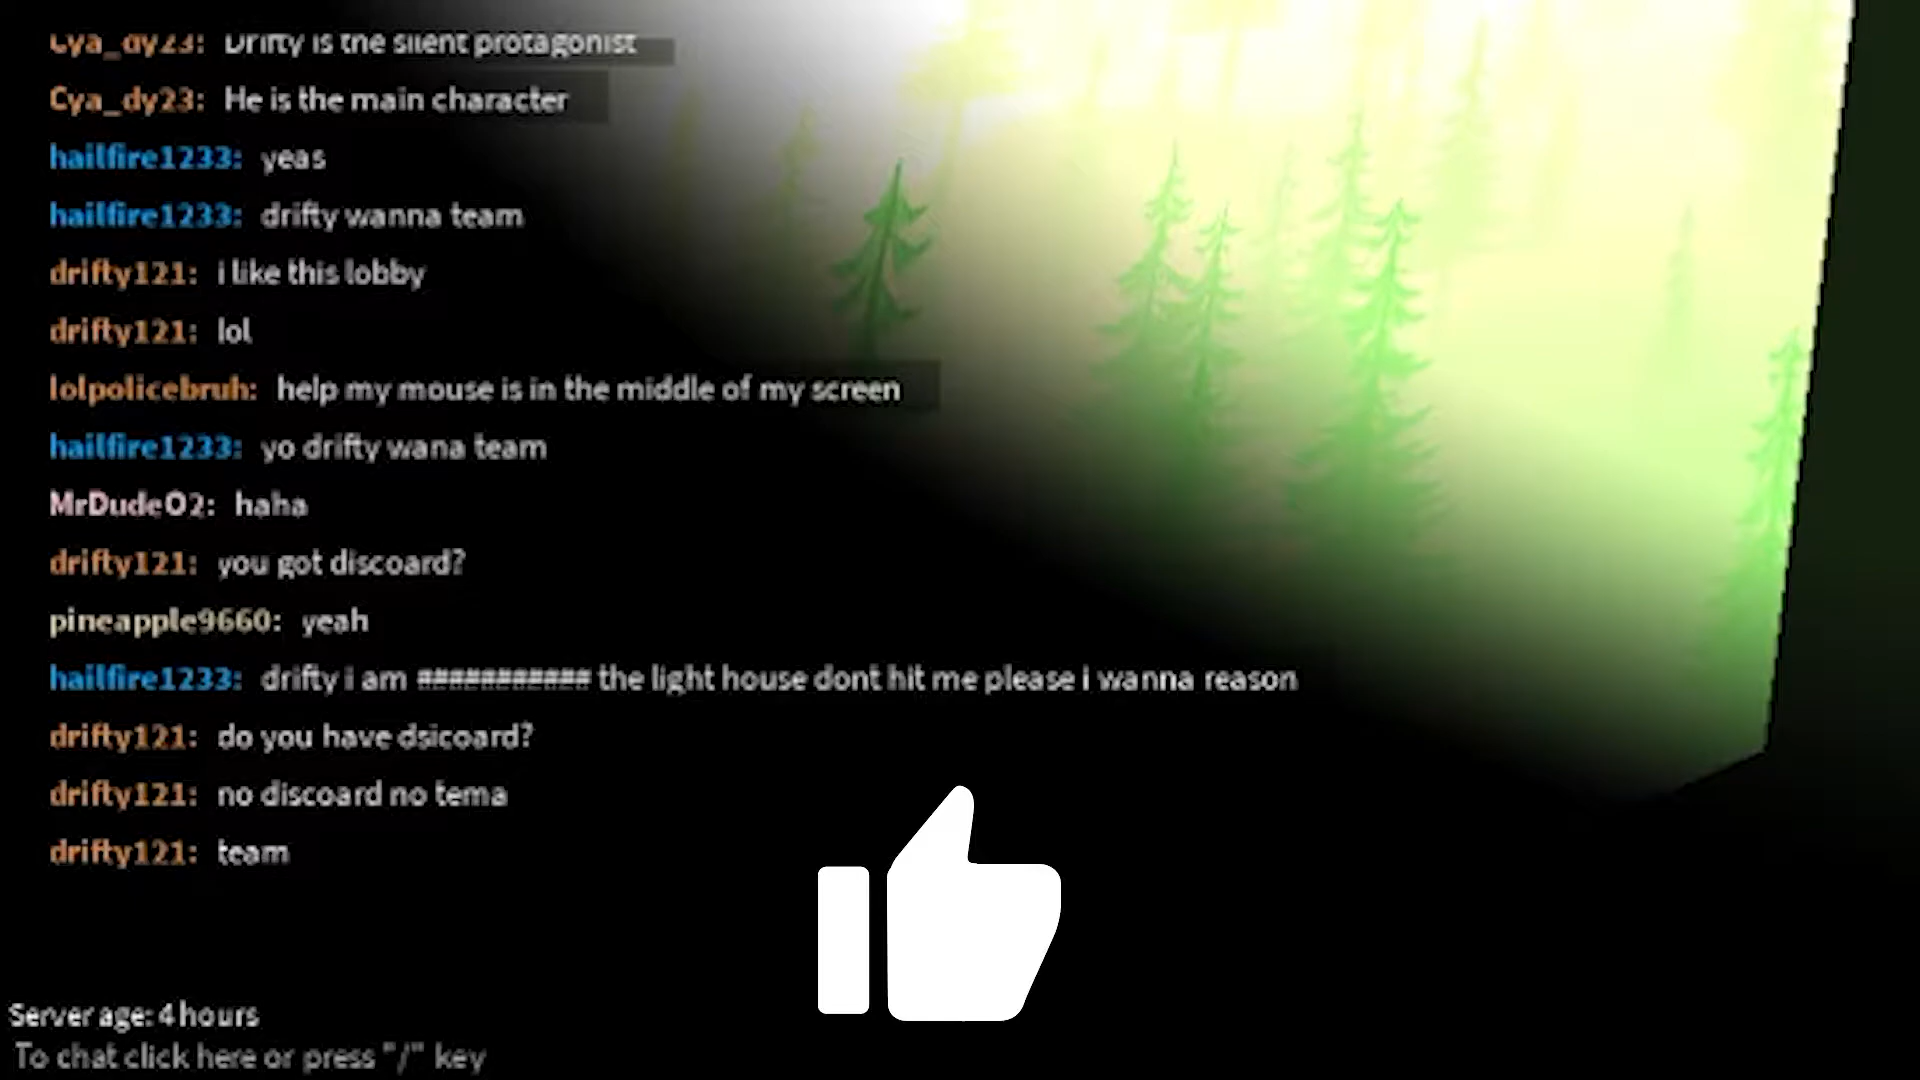 Cya_dy23: Drifty is the silent protagonist
Cya_dy23: He is the main character
hailfire1233: yeas
hailfire1233: drifty wanna team
drifty121: i like this lobby
drifty121: lol
lolpolicebruh: help my mouse is in the middle of my screen
hailfire1233: yo drifty wana team
MrDudeO2: haha
drifty121: you got discoard?
pineapple9660: yeah
hailfire1233: drifty i am ########### the light house dont hit me please i wanna reason
drifty121: do you have dsicoard?
drifty121: no discoard no tema
drifty121: team
Server age: 4 hours
To chat click here or press "/" key